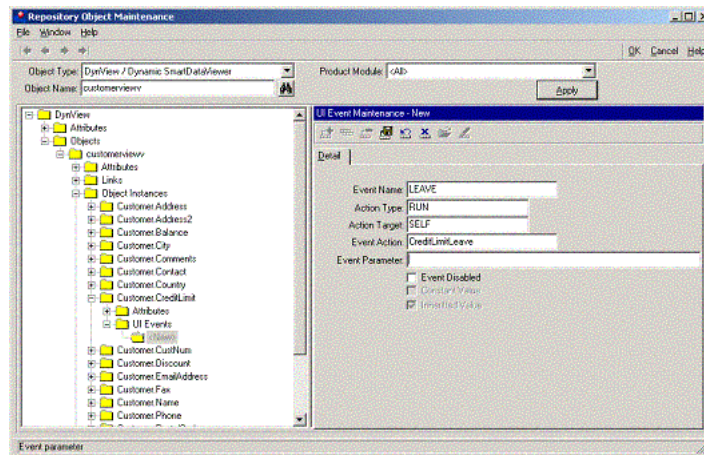 Repository Object Maintenance
File Window Help
OK Cancel Help
Object Type: DynView / Dynamic SmartDataViewer
Product Module: <All>
Object Name: customerviewv
Apply
DynView
Attributes
Objects
customerviewv
Attributes
Links
Object Instances
Customer.Address
Customer.Address2
Customer.Balance
Customer.City
Customer.Comments
Customer.Contact
Customer.Country
Customer.CreditLimit
Attributes
UI Events
<New>
Customer.CustNum
Customer.Discount
Customer.EmailAddress
Customer.Fax
Customer.Name
Customer.Phone
UI Event Maintenance - New
Detail
Event Name: LEAVE
Action Type: RUN
Action Target: SELF
Event Action: CreditLimitLeave
Event Parameter:
Event Disabled
Constant Value
Inherited Value
Event parameter